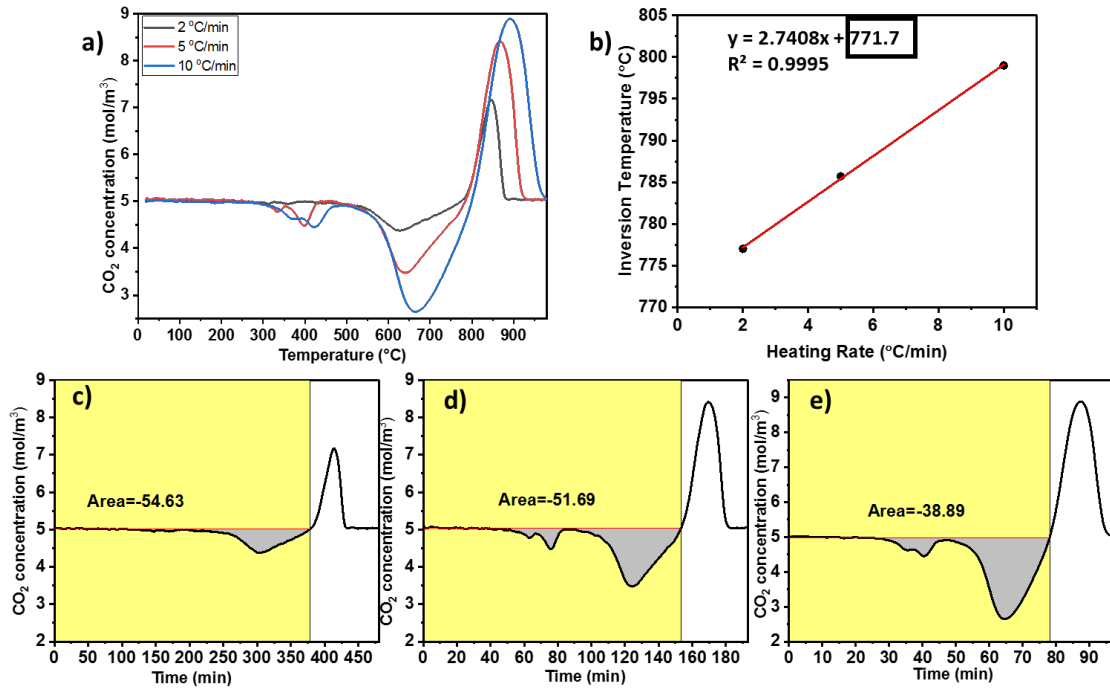 a)
2 °C/min
5 °C/min
10 °C/min
CO₂ concentration (mol/m³)
9
8
7
6
5
4
3
0 100 200 300 400 500 600 700 800 900
Temperature (°C)
b)
y = 2.7408x + 771.7
R² = 0.9995
Inversion Temperature (°C)
805
800
795
790
785
780
775
770
0 2 4 6 8 10
Heating Rate (°C/min)
c)
CO₂ concentration (mol/m³)
9
8
7
6
5
4
3
2
Area=-54.63
0 50 100 150 200 250 300 350 400 450
Time (min)
d)
CO₂ concentration (mol/m³)
9
8
7
6
5
4
3
2
Area=-51.69
0 20 40 60 80 100 120 140 160 180
Time (min)
e)
CO₂ concentration (mol/m³)
9
8
7
6
5
4
3
2
Area=-38.89
0 10 20 30 40 50 60 70 80 90
Time (min)